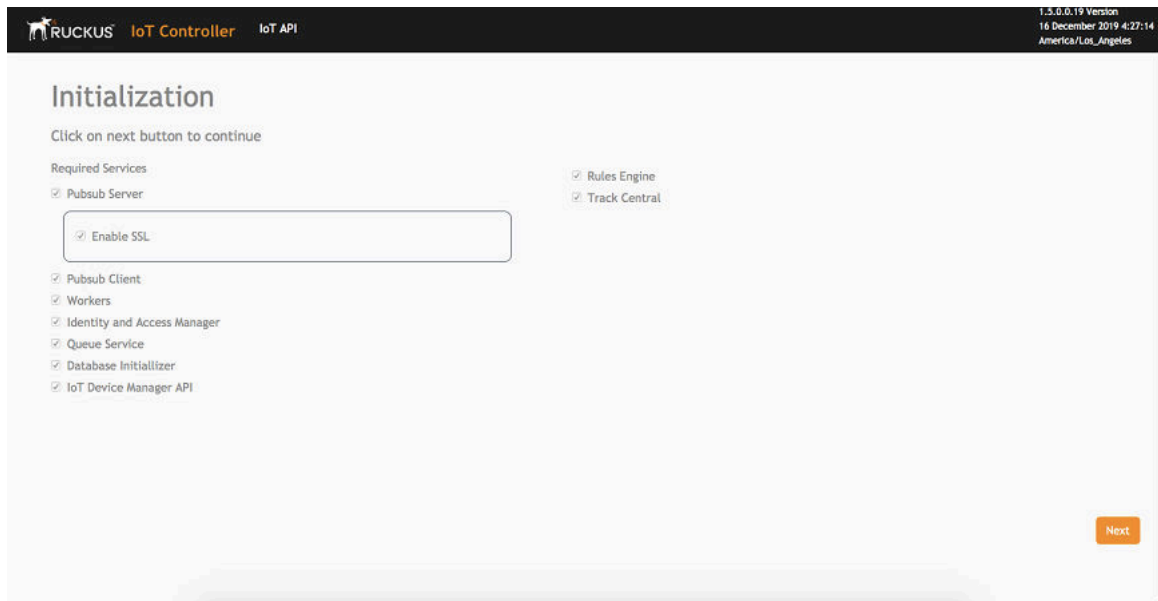 RUCKUS IoT Controller IoT API
1.5.0.0.19 Version
16 December 2019 4:27:14
America/Los_Angeles
Initialization
Click on next button to continue
Required Services
Pubsub Server
Enable SSL
Pubsub Client
Workers
Identity and Access Manager
Queue Service
Database Initiallizer
IoT Device Manager API
Rules Engine
Track Central
Next